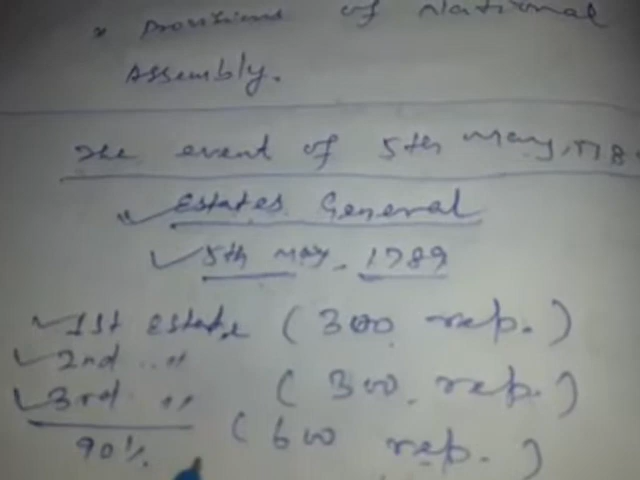 * Provisions of National
Assembly.
The event of 5th May, 178
" Estates General
✓ 5th May. 1789
✓ 1st Estate (300 rep.)
✓ 2nd " " (300. rep.)
✓ 3rd " " (600 rep.)
90%.